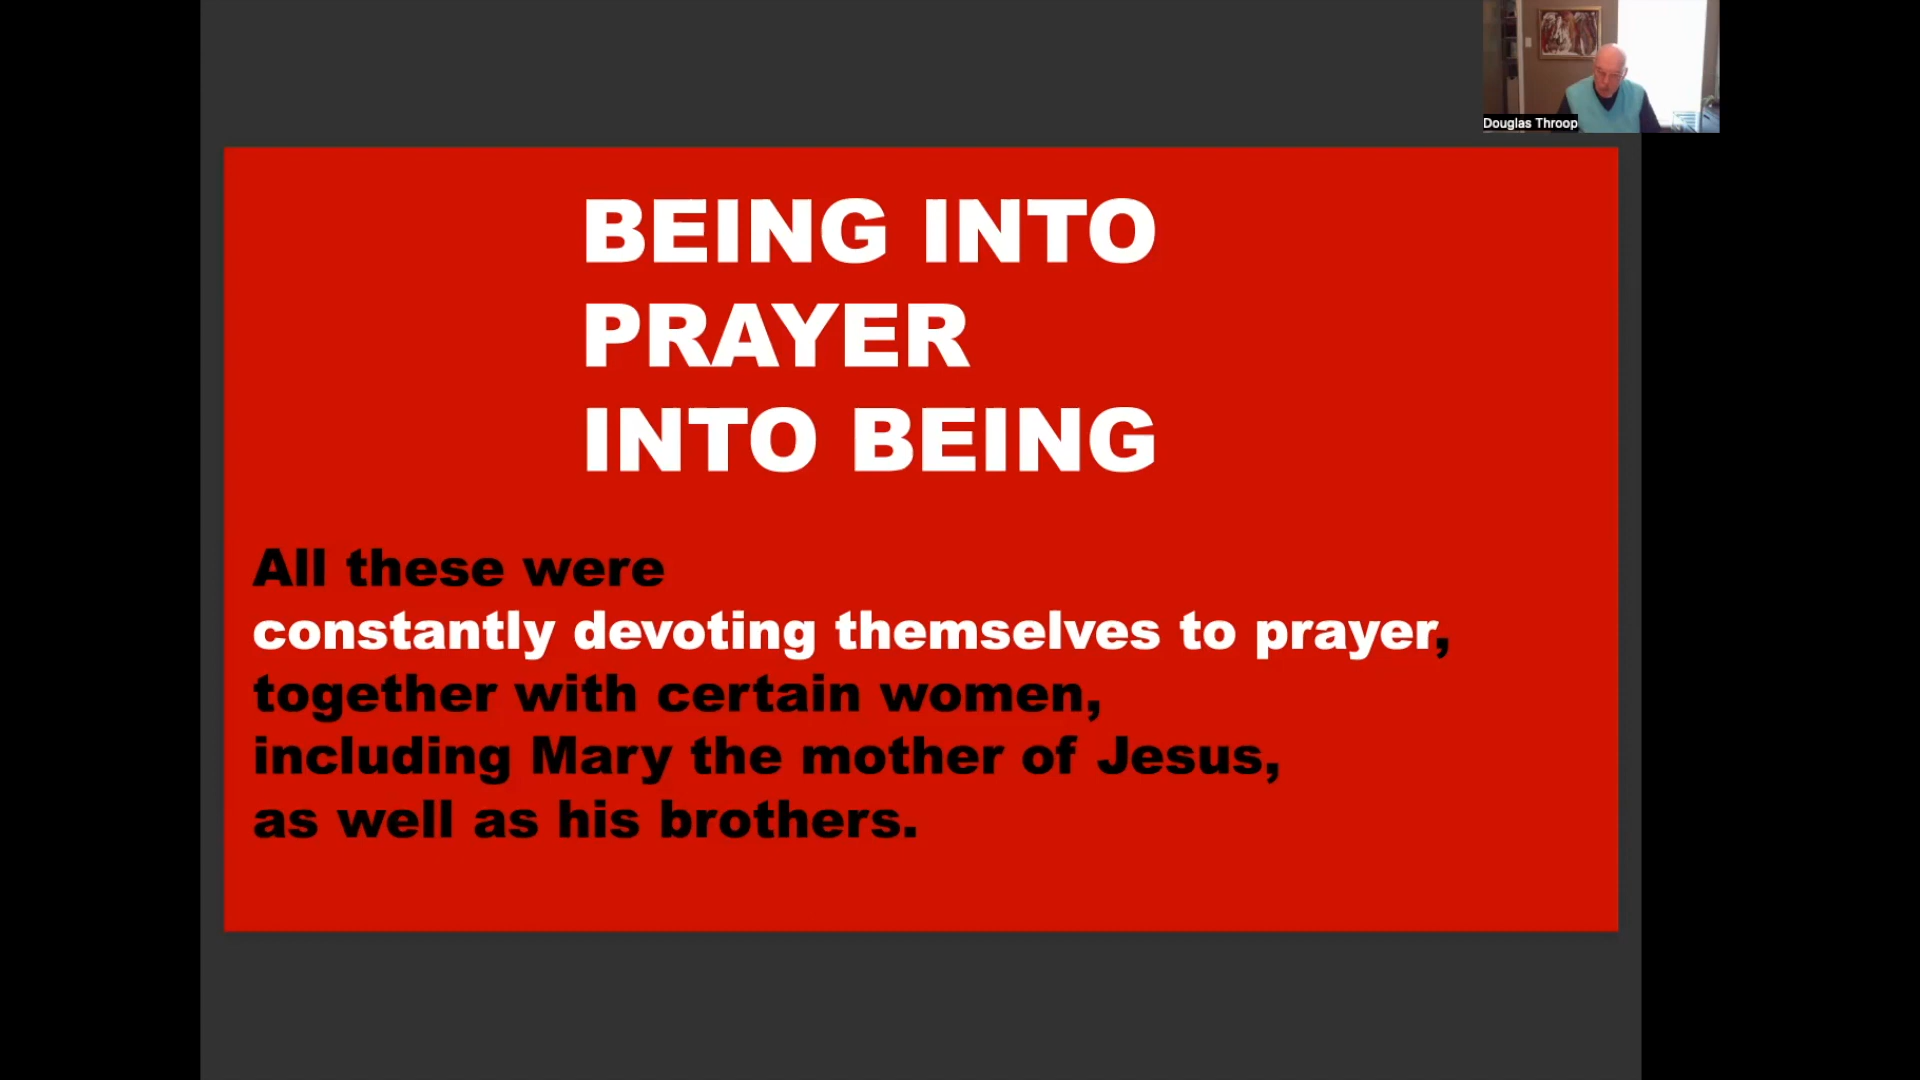 Douglas Throop
BEING INTO
PRAYER
INTO BEING
All these were
constantly devoting themselves to prayer,
together with certain women,
including Mary the mother of Jesus,
as well as his brothers.